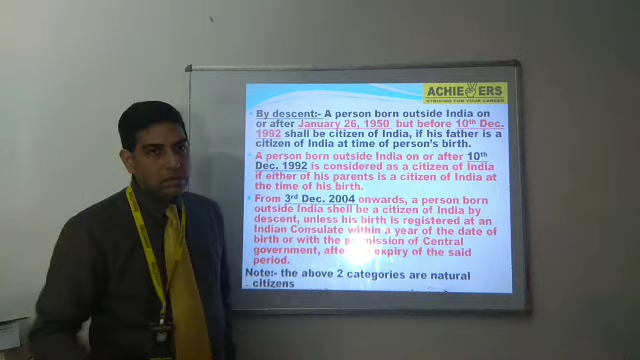 ACHIEVERS
STRIVING FOR YOUR CAREER
By descent:- A person born outside India on
or after January 26, 1950 but before 10th Dec.
1992 shall be citizen of India, if his father is a
citizen of India at time of person's birth.
A person born outside India on or after 10th
Dec. 1992 is considered as a citizen of India
if either of his parents is a citizen of India at
the time of his birth.
From 3rd Dec. 2004 onwards, a person born
outside India shall be a citizen of India by
descent, unless his birth is registered at an
Indian Consulate within a year of the date of
birth or with the permission of Central
government, after expiry of the said
period.
Note:- the above 2 categories are natural
citizens